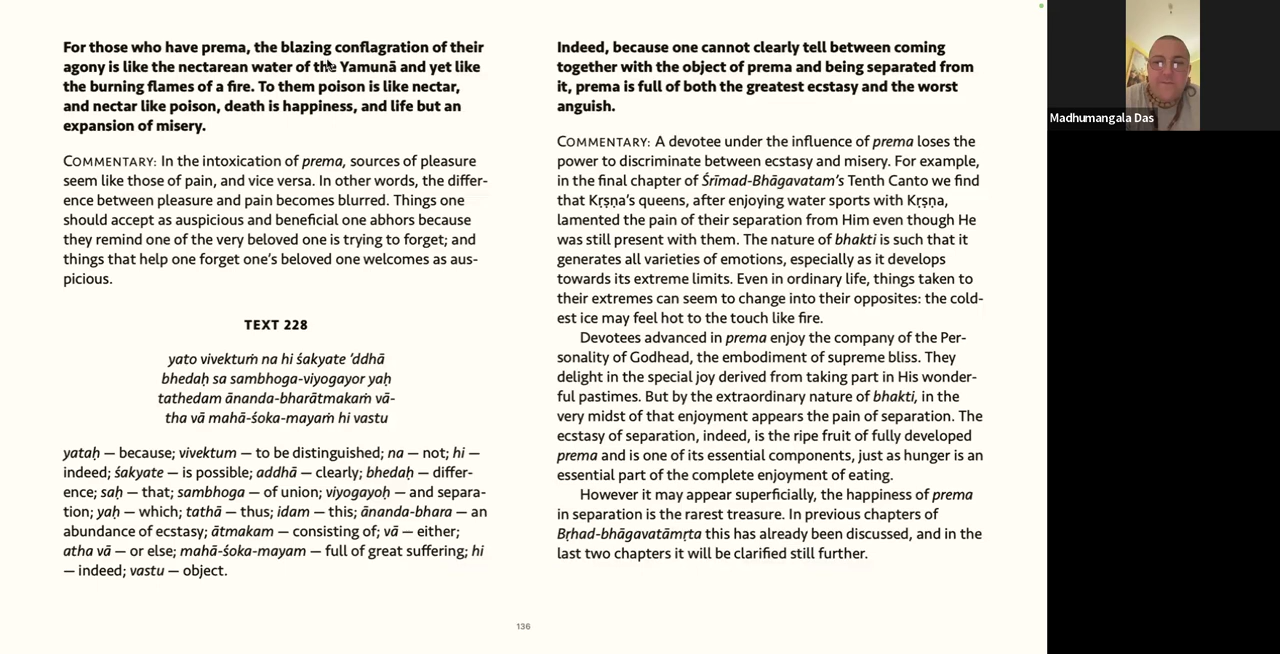 For those who have prema, the blazing conflagration of their
agony is like the nectarean water of the Yamunā and yet like
the burning flames of a fire. To them poison is like nectar,
and nectar like poison, death is happiness, and life but an
expansion of misery.
COMMENTARY: In the intoxication of prema, sources of pleasure
seem like those of pain, and vice versa. In other words, the differ-
ence between pleasure and pain becomes blurred. Things one
should accept as auspicious and beneficial one abhors because
they remind one of the very beloved one is trying to forget; and
things that help one forget one's beloved one welcomes as aus-
picious.
TEXT 228
yato vivektuṁ na hi śakyate 'ddhā
bhedaḥ sa sambhoga-viyogayor yaḥ
tathedam ānanda-bharātmakaṁ vā-
tha vā mahā-śoka-mayaṁ hi vastu
yataḥ — because; vivektum — to be distinguished; na — not; hi —
indeed; śakyate — is possible; addhā — clearly; bhedaḥ — differ-
ence; saḥ — that; sambhoga — of union; viyogayoḥ — and separa-
tion; yaḥ — which; tathā — thus; idam — this; ānanda-bhara — an
abundance of ecstasy; ātmakam — consisting of; vā — either;
atha vā — or else; mahā-śoka-mayam — full of great suffering; hi
— indeed; vastu — object.
Indeed, because one cannot clearly tell between coming
together with the object of prema and being separated from
it, prema is full of both the greatest ecstasy and the worst
anguish.
COMMENTARY: A devotee under the influence of prema loses the
power to discriminate between ecstasy and misery. For example,
in the final chapter of Śrīmad-Bhāgavatam's Tenth Canto we find
that Kṛṣṇa's queens, after enjoying water sports with Kṛṣṇa,
lamented the pain of their separation from Him even though He
was still present with them. The nature of bhakti is such that it
generates all varieties of emotions, especially as it develops
towards its extreme limits. Even in ordinary life, things taken to
their extremes can seem to change into their opposites: the cold-
est ice may feel hot to the touch like fire.
Devotees advanced in prema enjoy the company of the Per-
sonality of Godhead, the embodiment of supreme bliss. They
delight in the special joy derived from taking part in His wonder-
ful pastimes. But by the extraordinary nature of bhakti, in the
very midst of that enjoyment appears the pain of separation. The
ecstasy of separation, indeed, is the ripe fruit of fully developed
prema and is one of its essential components, just as hunger is an
essential part of the complete enjoyment of eating.
However it may appear superficially, the happiness of prema
in separation is the rarest treasure. In previous chapters of
Bṛhad-bhāgavatāmṛta this has already been discussed, and in the
last two chapters it will be clarified still further.
136
Madhumangala Das